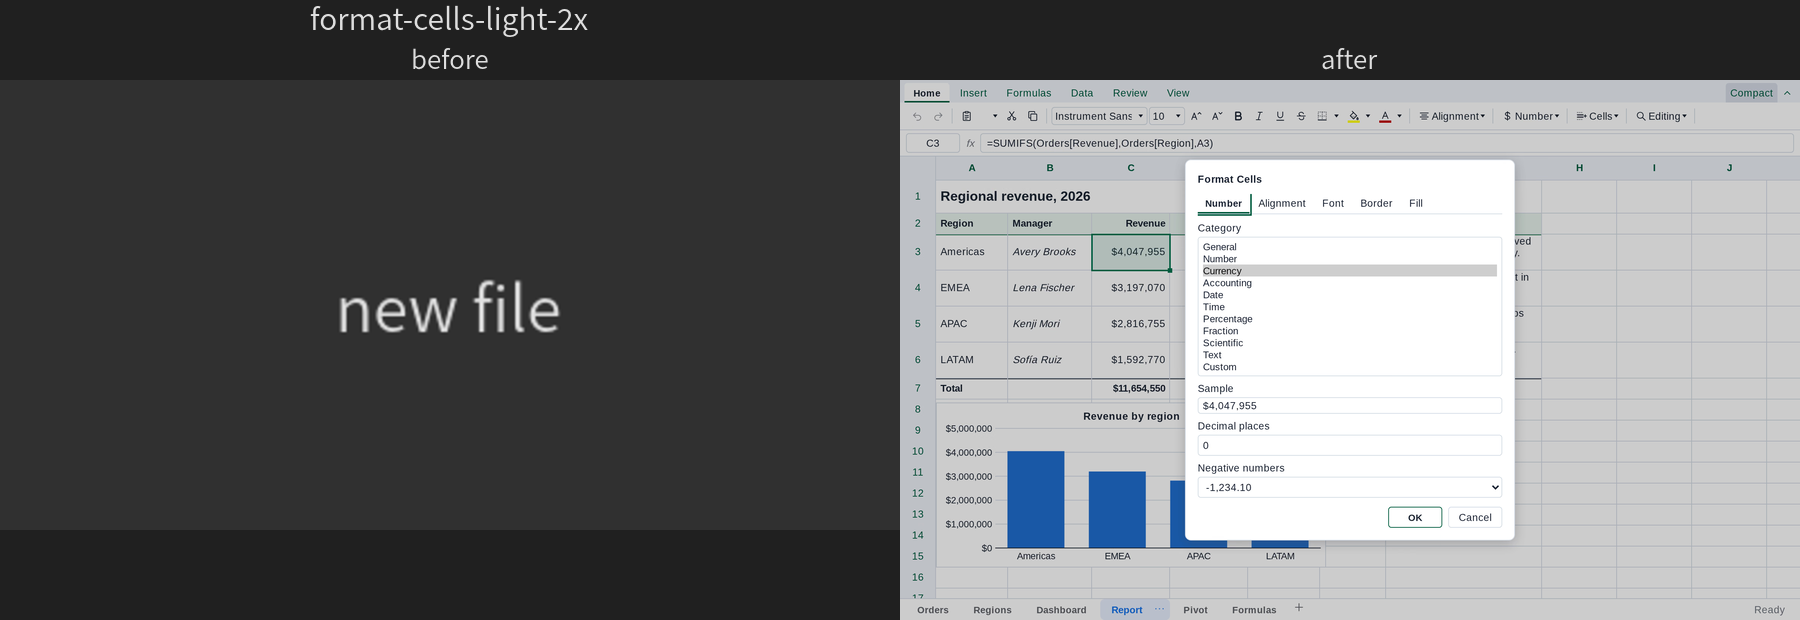 format-cells-light-2x
before
after
new file
Home Insert Formulas Data Review View Compact
Instrument Sans 10 B I U S A Alignment $ Number Cells Editing
C3 fx =SUMIFS(Orders[Revenue],Orders[Region],A3)
A B C H I J
1 Regional revenue, 2026
2 Region Manager Revenue
3 Americas Avery Brooks $4,047,955
4 EMEA Lena Fischer $3,197,070
5 APAC Kenji Mori $2,816,755
6 LATAM Sofía Ruiz $1,592,770
7 Total $11,654,550
8
9
10
11
12
13
14
15
16
17
Revenue by region
$5,000,000
$4,000,000
$3,000,000
$2,000,000
$1,000,000
$0
Americas EMEA APAC LATAM
Format Cells
Number Alignment Font Border Fill
Category
General
Number
Currency
Accounting
Date
Time
Percentage
Fraction
Scientific
Text
Custom
Sample
$4,047,955
Decimal places
0
Negative numbers
-1,234.10
OK Cancel
Orders Regions Dashboard Report Pivot Formulas + Ready